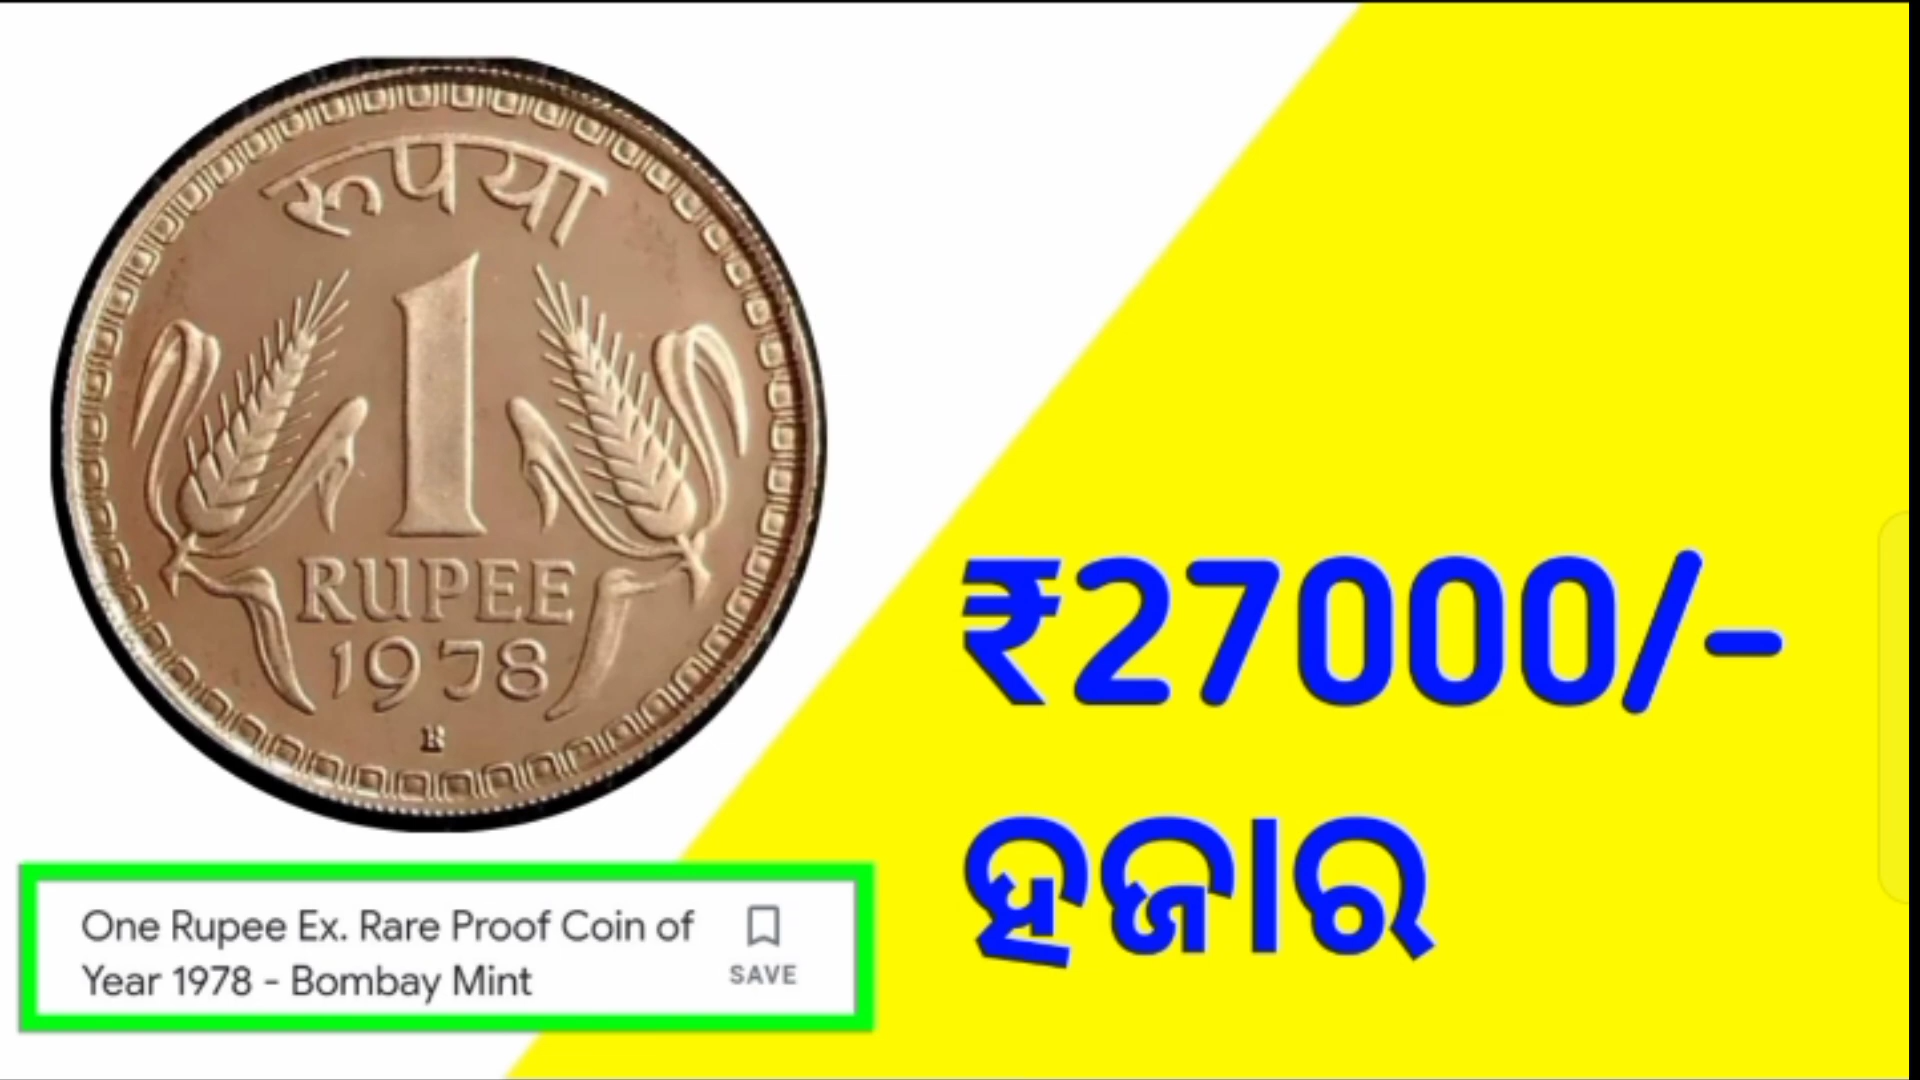 रूपया
1
RUPEE
1978
One Rupee Ex. Rare Proof Coin of
Year 1978 - Bombay Mint
SAVE
₹27000/-
ହଜାର